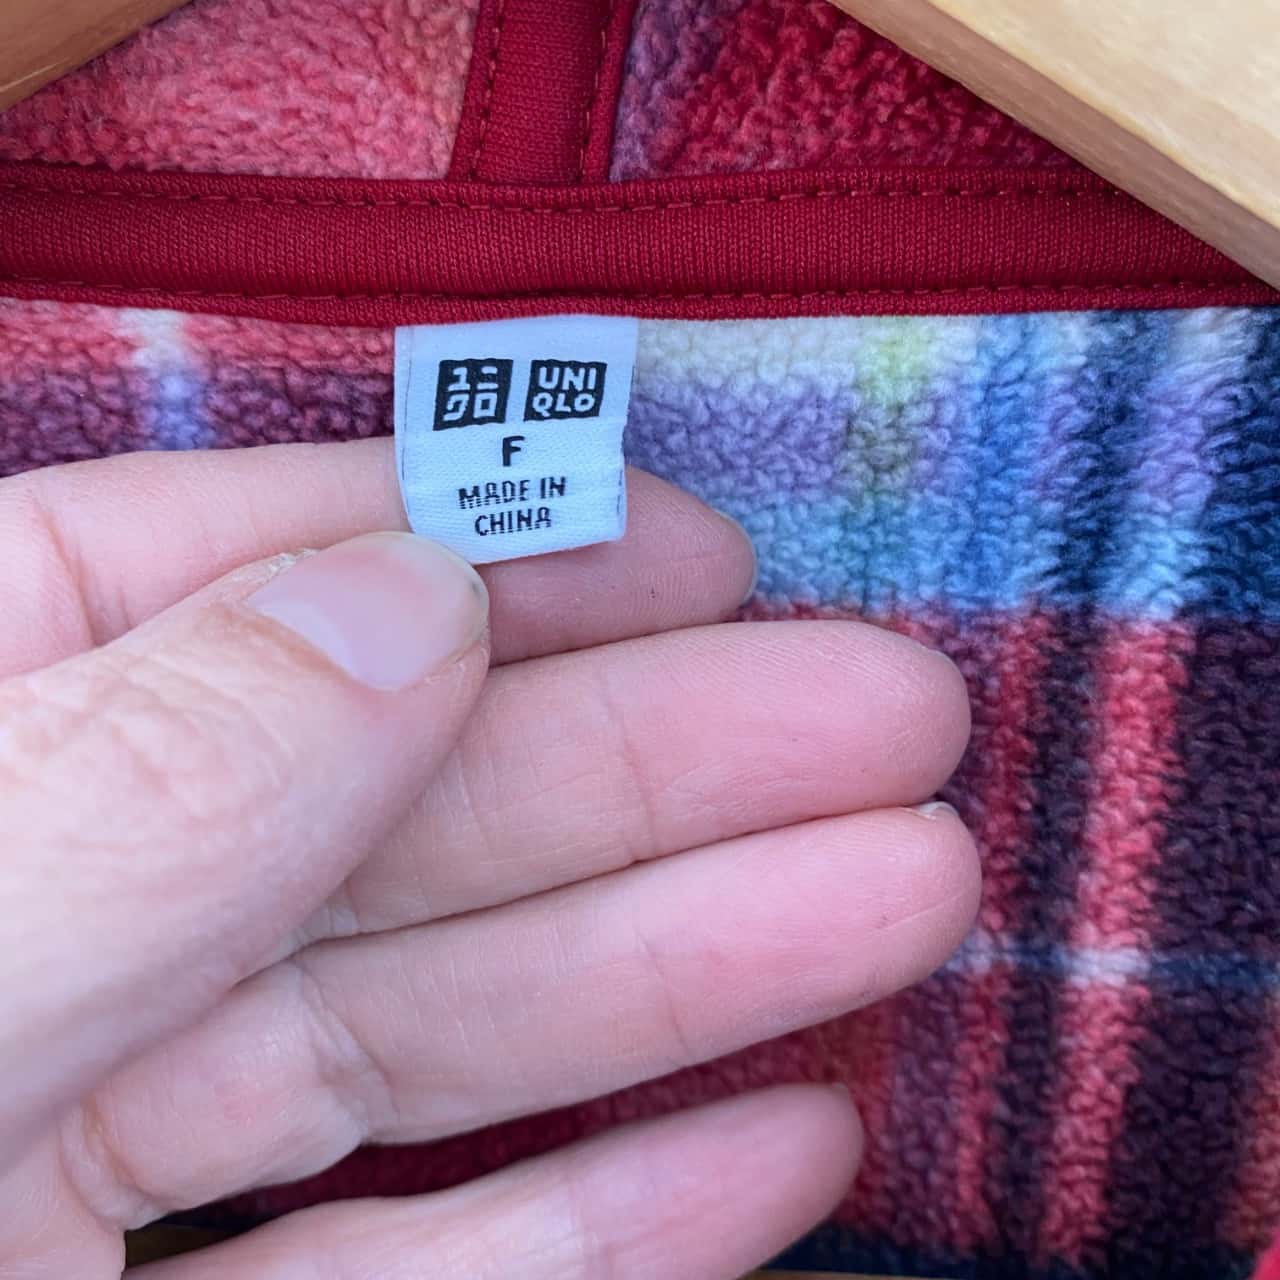 ユニ
クロ
UNI
QLO
F
MADE IN
CHINA